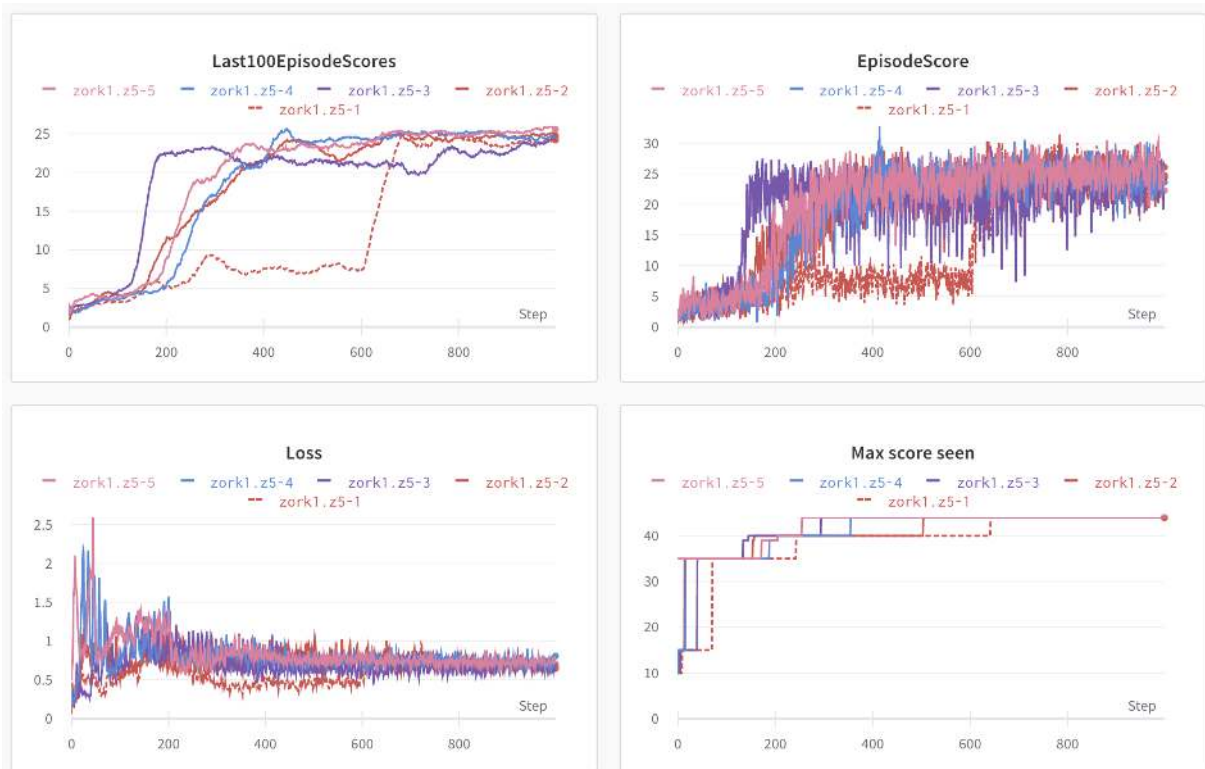 Last100EpisodeScores
zork1.z5-5 zork1.z5-4 zork1.z5-3 zork1.z5-2
zork1.z5-1
25
20
15
10
5
0
Step
0 200 400 600 800
EpisodeScore
zork1.z5-5 zork1.z5-4 zork1.z5-3 zork1.z5-2
zork1.z5-1
30
25
20
15
10
5
0
Step
0 200 400 600 800
Loss
zork1.z5-5 zork1.z5-4 zork1.z5-3 zork1.z5-2
zork1.z5-1
2.5
2
1.5
1
0.5
0
Step
0 200 400 600 800
Max score seen
zork1.z5-5 zork1.z5-4 zork1.z5-3 zork1.z5-2
zork1.z5-1
40
30
20
10
0
Step
0 200 400 600 800